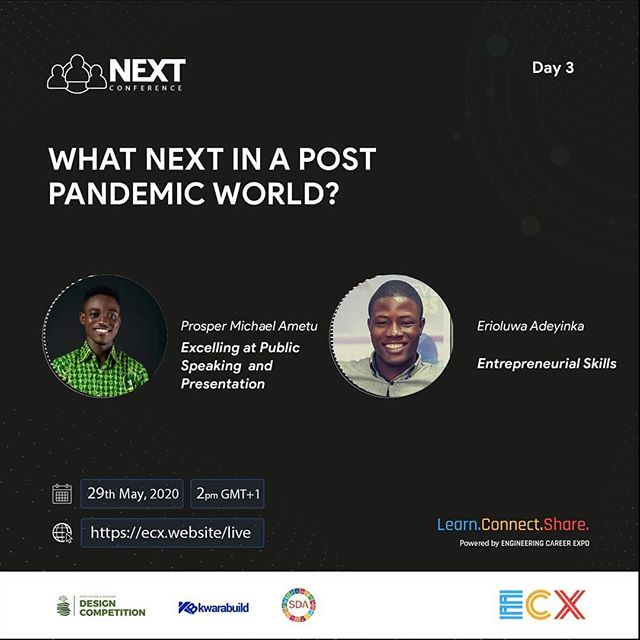 NEXT
CONFERENCE
Day 3
WHAT NEXT IN A POST
PANDEMIC WORLD?
Prosper Michael Ametu
Excelling at Public
Speaking and
Presentation
Erioluwa Adeyinka
Entrepreneurial Skills
29th May, 2020
2pm GMT+1
https://ecx.website/live
Learn.Connect.Share.
Powered by ENGINEERING CAREER EXPO
DESIGN
COMPETITION
kwarabuild
SDA
ECX